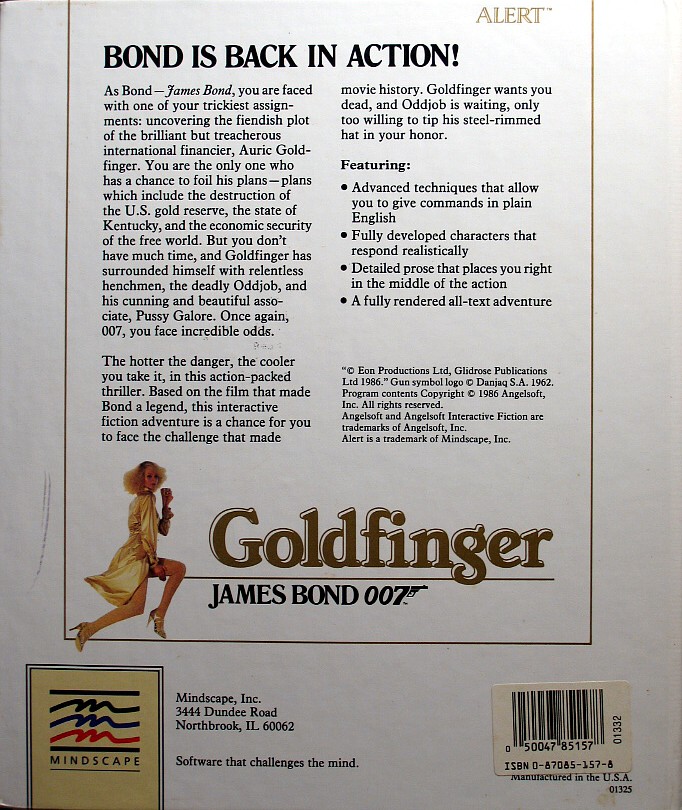 ALERT™
BOND IS BACK IN ACTION!
As Bond—James Bond, you are faced
with one of your trickiest assign-
ments: uncovering the fiendish plot
of the brilliant but treacherous
international financier, Auric Gold-
finger. You are the only one who
has a chance to foil his plans—plans
which include the destruction of
the U.S. gold reserve, the state of
Kentucky, and the economic security
of the free world. But you don't
have much time, and Goldfinger has
surrounded himself with relentless
henchmen, the deadly Oddjob, and
his cunning and beautiful asso-
ciate, Pussy Galore. Once again,
007, you face incredible odds.
The hotter the danger, the cooler
you take it, in this action-packed
thriller. Based on the film that made
Bond a legend, this interactive
fiction adventure is a chance for you
to face the challenge that made
movie history. Goldfinger wants you
dead, and Oddjob is waiting, only
too willing to tip his steel-rimmed
hat in your honor.
Featuring:
• Advanced techniques that allow
you to give commands in plain
English
• Fully developed characters that
respond realistically
• Detailed prose that places you right
in the middle of the action
• A fully rendered all-text adventure
"© Eon Productions Ltd, Glidrose Publications
Ltd 1986." Gun symbol logo © Danjaq S.A. 1962.
Program contents Copyright © 1986 Angelsoft,
Inc. All rights reserved.
Angelsoft and Angelsoft Interactive Fiction are
trademarks of Angelsoft, Inc.
Alert is a trademark of Mindscape, Inc.
Goldfinger
JAMES BOND 007™
MINDSCAPE
Mindscape, Inc.
3444 Dundee Road
Northbrook, IL 60062
Software that challenges the mind.
0 50047 85157 8
01332
ISBN 0-87085-157-8
Manufactured in the U.S.A.
01325